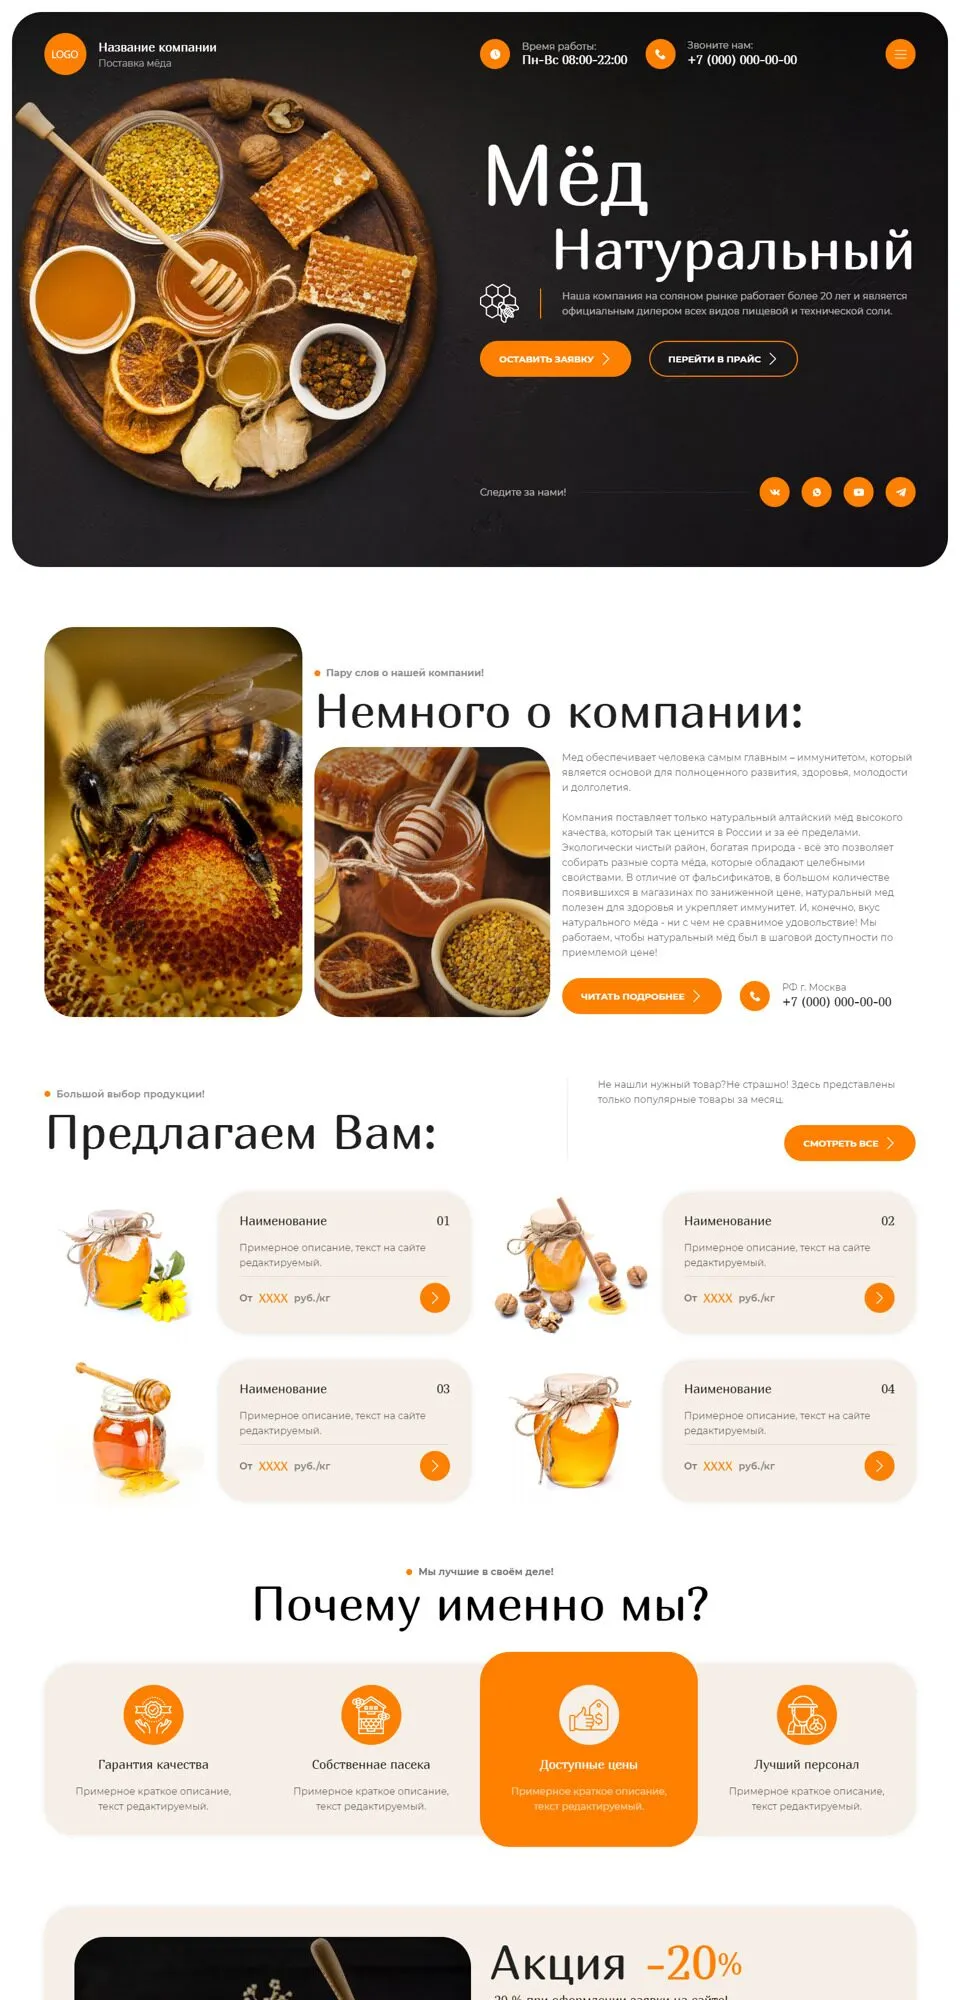 LOGO
Название компании
Поставка мёда
Время работы:
Пн-Вс 08:00-22:00
Звоните нам:
+7 (000) 000-00-00
Мёд
Натуральный
Наша компания на соляном рынке работает более 20 лет и является
официальным дилером всех видов пищевой и технической соли.
ОСТАВИТЬ ЗАЯВКУ
ПЕРЕЙТИ В ПРАЙС
Следите за нами!
Пару слов о нашей компании!
Немного о компании:
Мед обеспечивает человека самым главным – иммунитетом, который
является основой для полноценного развития, здоровья, молодости
и долголетия.
Компания поставляет только натуральный алтайский мёд высокого
качества, который так ценится в России и за её пределами.
Экологически чистый район, богатая природа - всё это позволяет
собирать разные сорта мёда, которые обладают целебными
свойствами. В отличие от фальсификатов, в большом количестве
появившихся в магазинах по заниженной цене, натуральный мед
полезен для здоровья и укрепляет иммунитет. И, конечно, вкус
натурального мёда - ни с чем не сравнимое удовольствие! Мы
работаем, чтобы натуральный мёд был в шаговой доступности по
приемлемой цене!
ЧИТАТЬ ПОДРОБНЕЕ
РФ г. Москва
+7 (000) 000-00-00
Большой выбор продукции!
Предлагаем Вам:
Не нашли нужный товар?Не страшно! Здесь представлены
только популярные товары за месяц.
СМОТРЕТЬ ВСЕ
Наименование 01
Примерное описание, текст на сайте
редактируемый.
От XXXX руб./кг
Наименование 02
Примерное описание, текст на сайте
редактируемый.
От XXXX руб./кг
Наименование 03
Примерное описание, текст на сайте
редактируемый.
От XXXX руб./кг
Наименование 04
Примерное описание, текст на сайте
редактируемый.
От XXXX руб./кг
Мы лучшие в своём деле!
Почему именно мы?
Гарантия качества
Примерное краткое описание,
текст редактируемый.
Собственная пасека
Примерное краткое описание,
текст редактируемый.
Доступные цены
Примерное краткое описание,
текст редактируемый.
Лучший персонал
Примерное краткое описание,
текст редактируемый.
Акция -20%
-20 % при оформлении заявки на сайте!